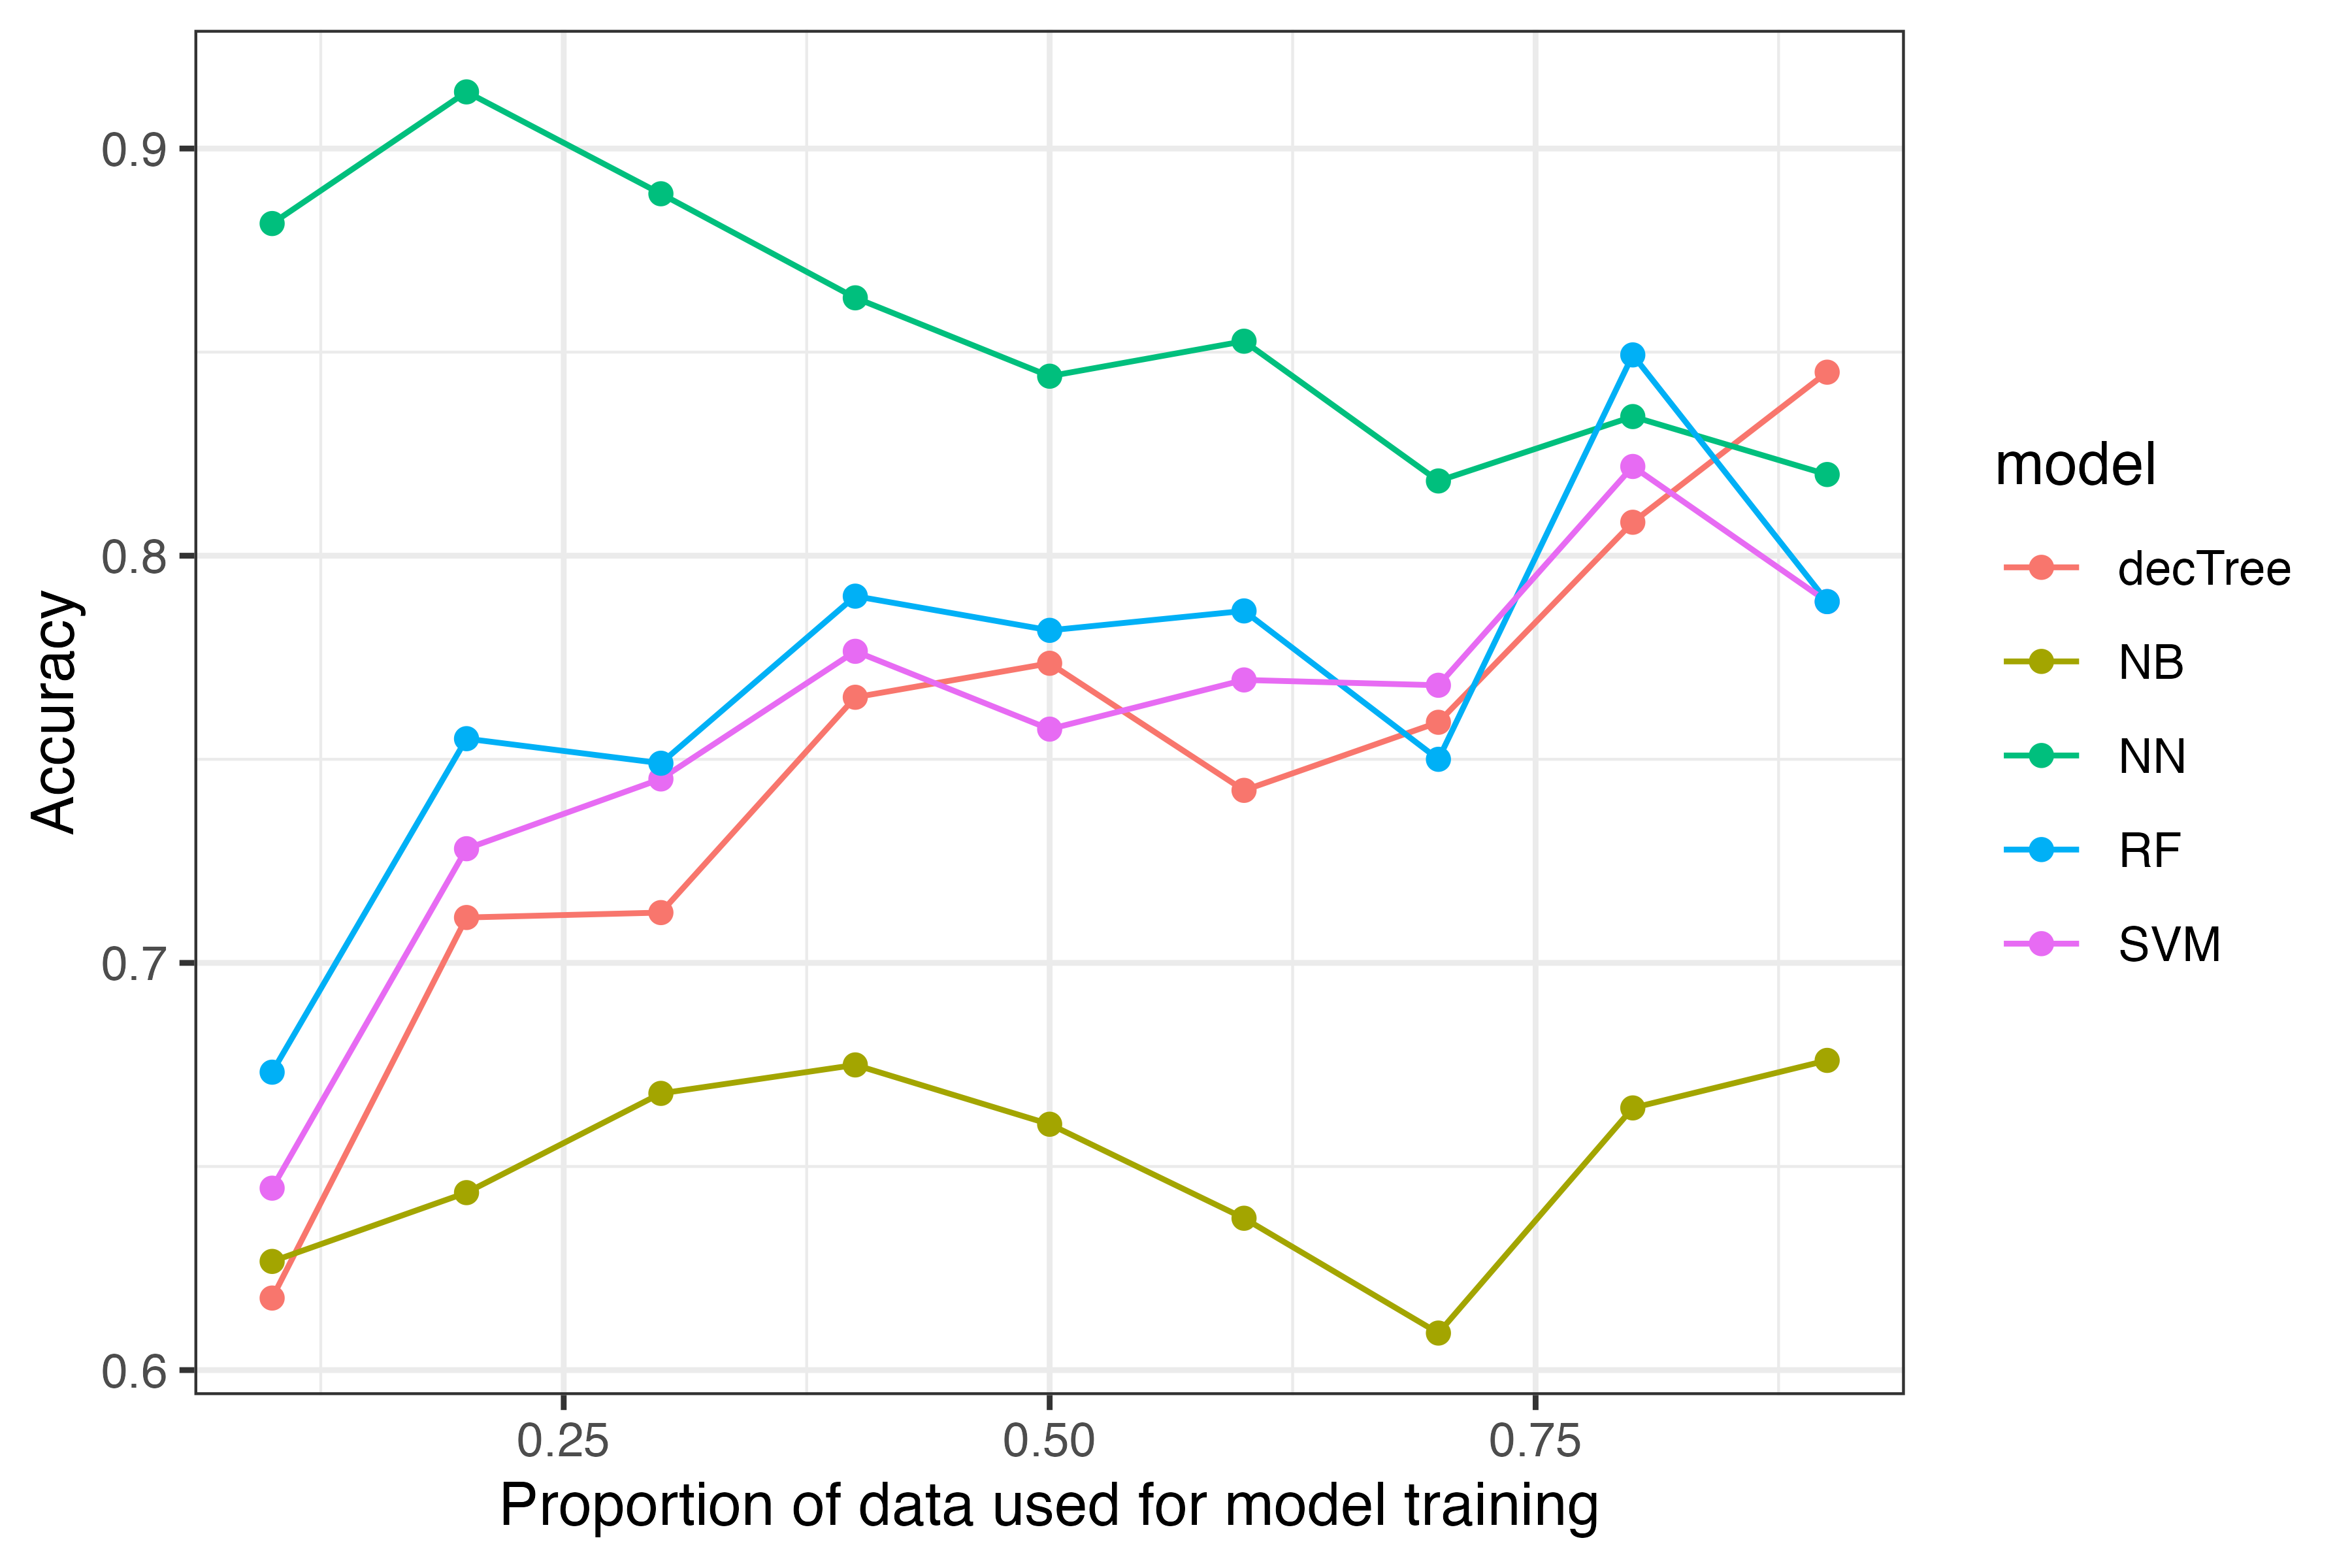 0.9
0.8
0.7
0.6
Accuracy
0.25 0.50 0.75
Proportion of data used for model training
model
decTree
NB
NN
RF
SVM